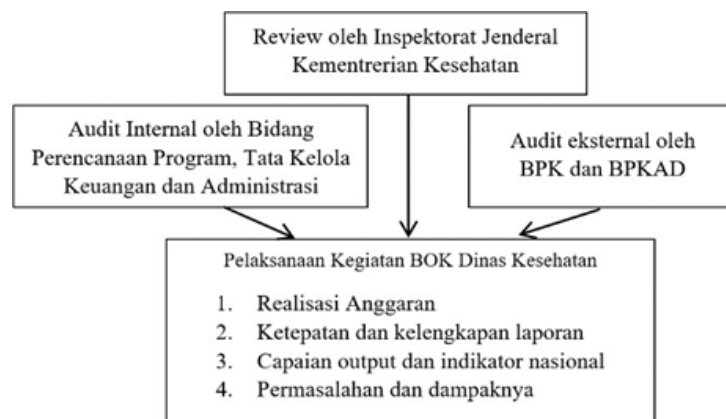 Review oleh Inspektorat Jenderal
Kementrerian Kesehatan
Audit Internal oleh Bidang
Perencanaan Program, Tata Kelola
Keuangan dan Administrasi
Audit eksternal oleh
BPK dan BPKAD
Pelaksanaan Kegiatan BOK Dinas Kesehatan
1. Realisasi Anggaran
2. Ketepatan dan kelengkapan laporan
3. Capaian output dan indikator nasional
4. Permasalahan dan dampaknya